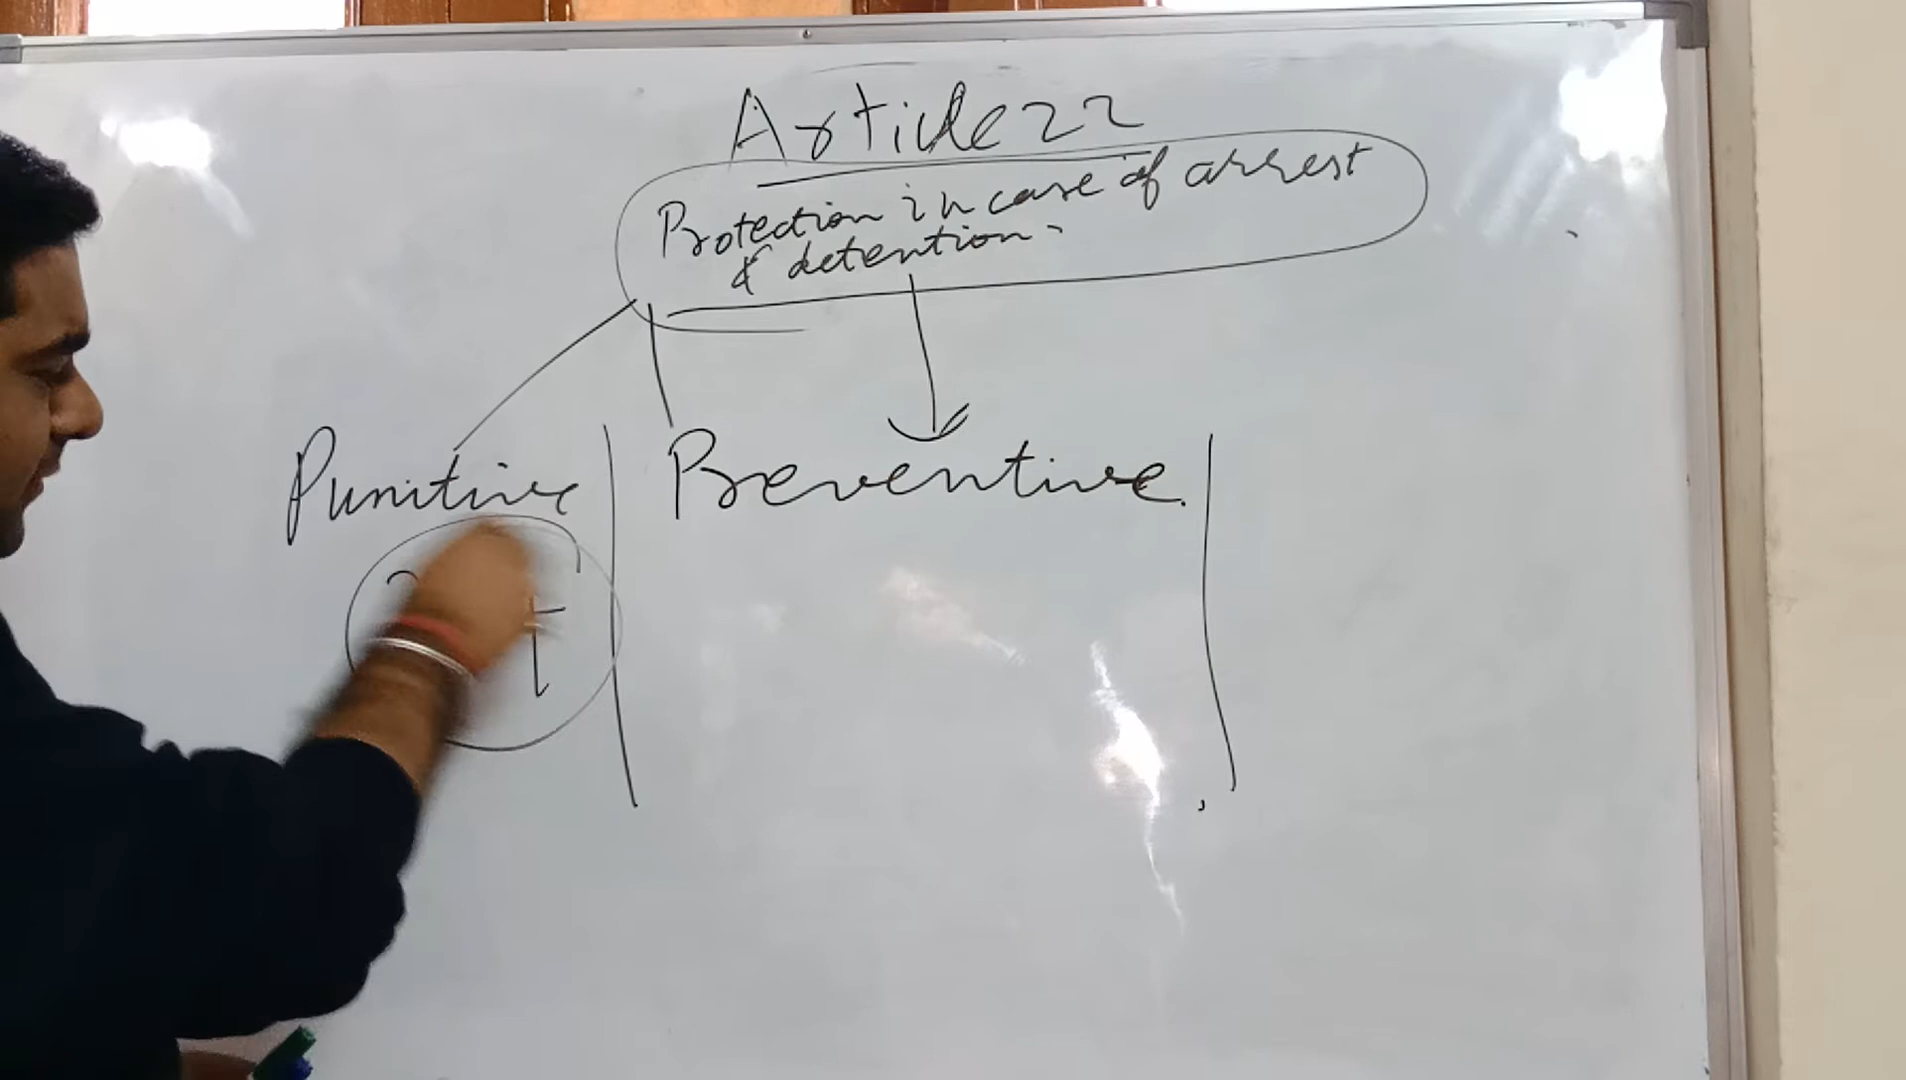 Article 22
Protection in case of arrest
& detention.
Punitive
Preventive.